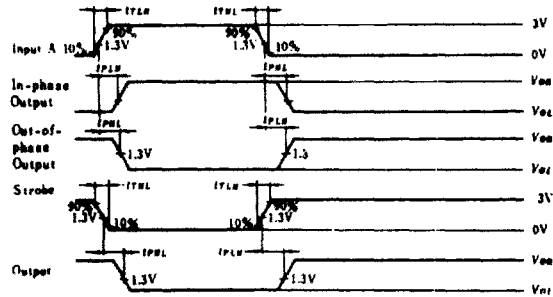 tTLH tTHL
3V
90% 90%
Input A 10% 1.3V 1.3V 10%
0V
tPLH tPHL
VOH
In-phase
Output
VOL
tPHL tPLH
Out-of-
phase
Output
VOH
1.3V 1.3
VOL
Strobe
tTHL tTLH
3V
90% 90%
1.3V 1.3V
10% 10%
0V
tPHL tPLH
VOH
Output
1.3V 1.3V
VOL